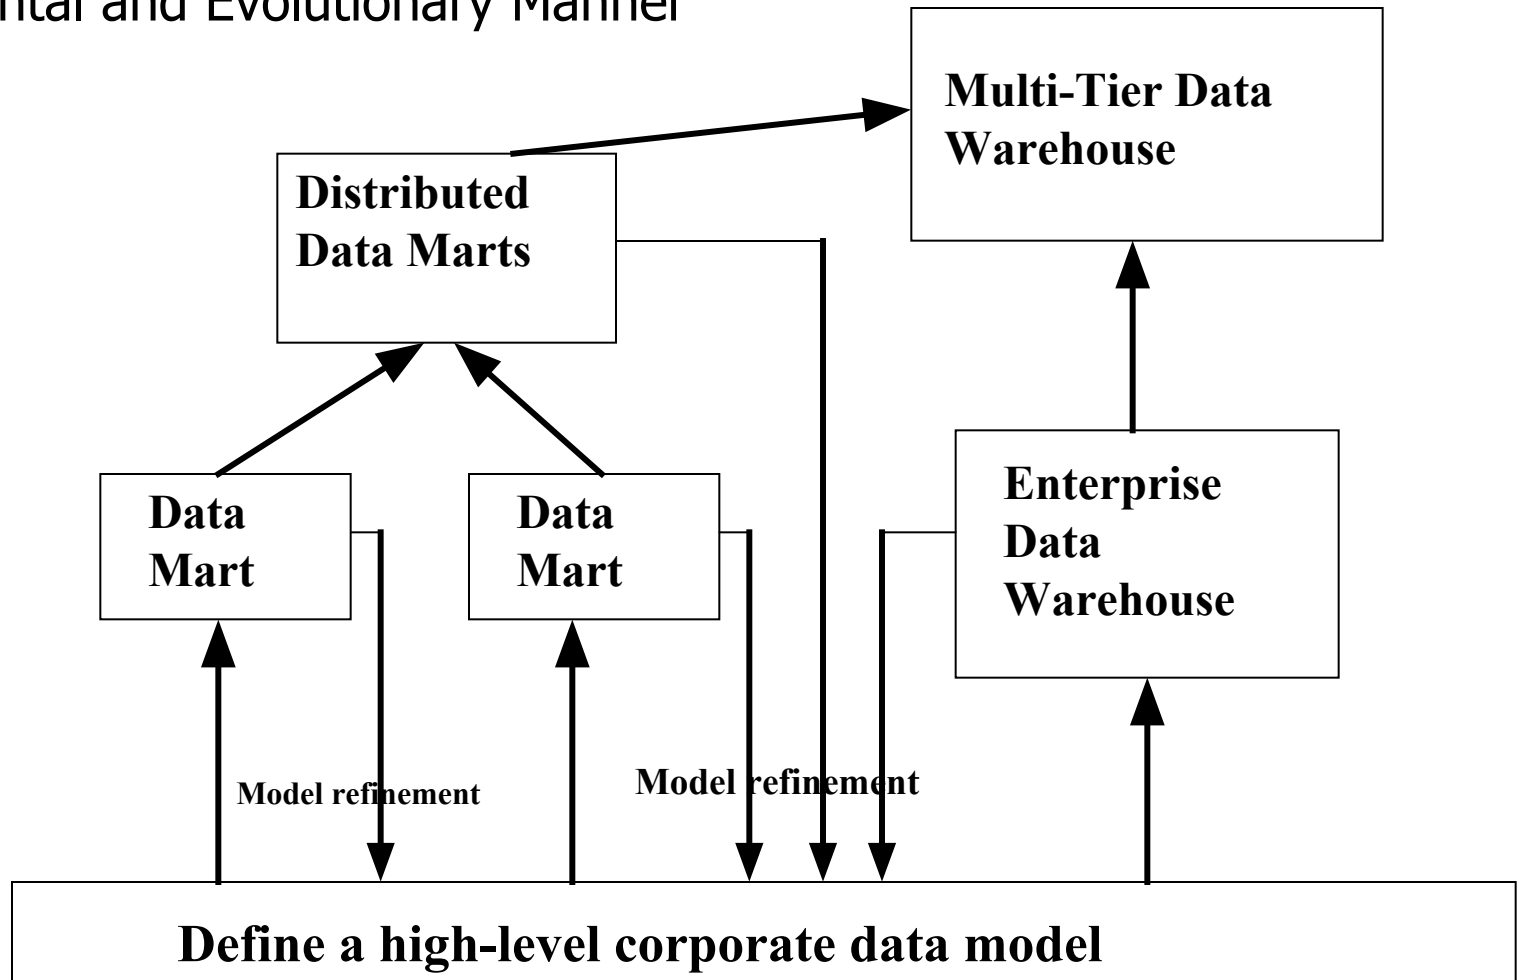 and Evolutionary Manner
Multi-Tier Data
Warehouse
Distributed
Data Marts
Data
Mart
Data
Mart
Enterprise
Data
Warehouse
Model refinement
Model refinement
Define a high-level corporate data model